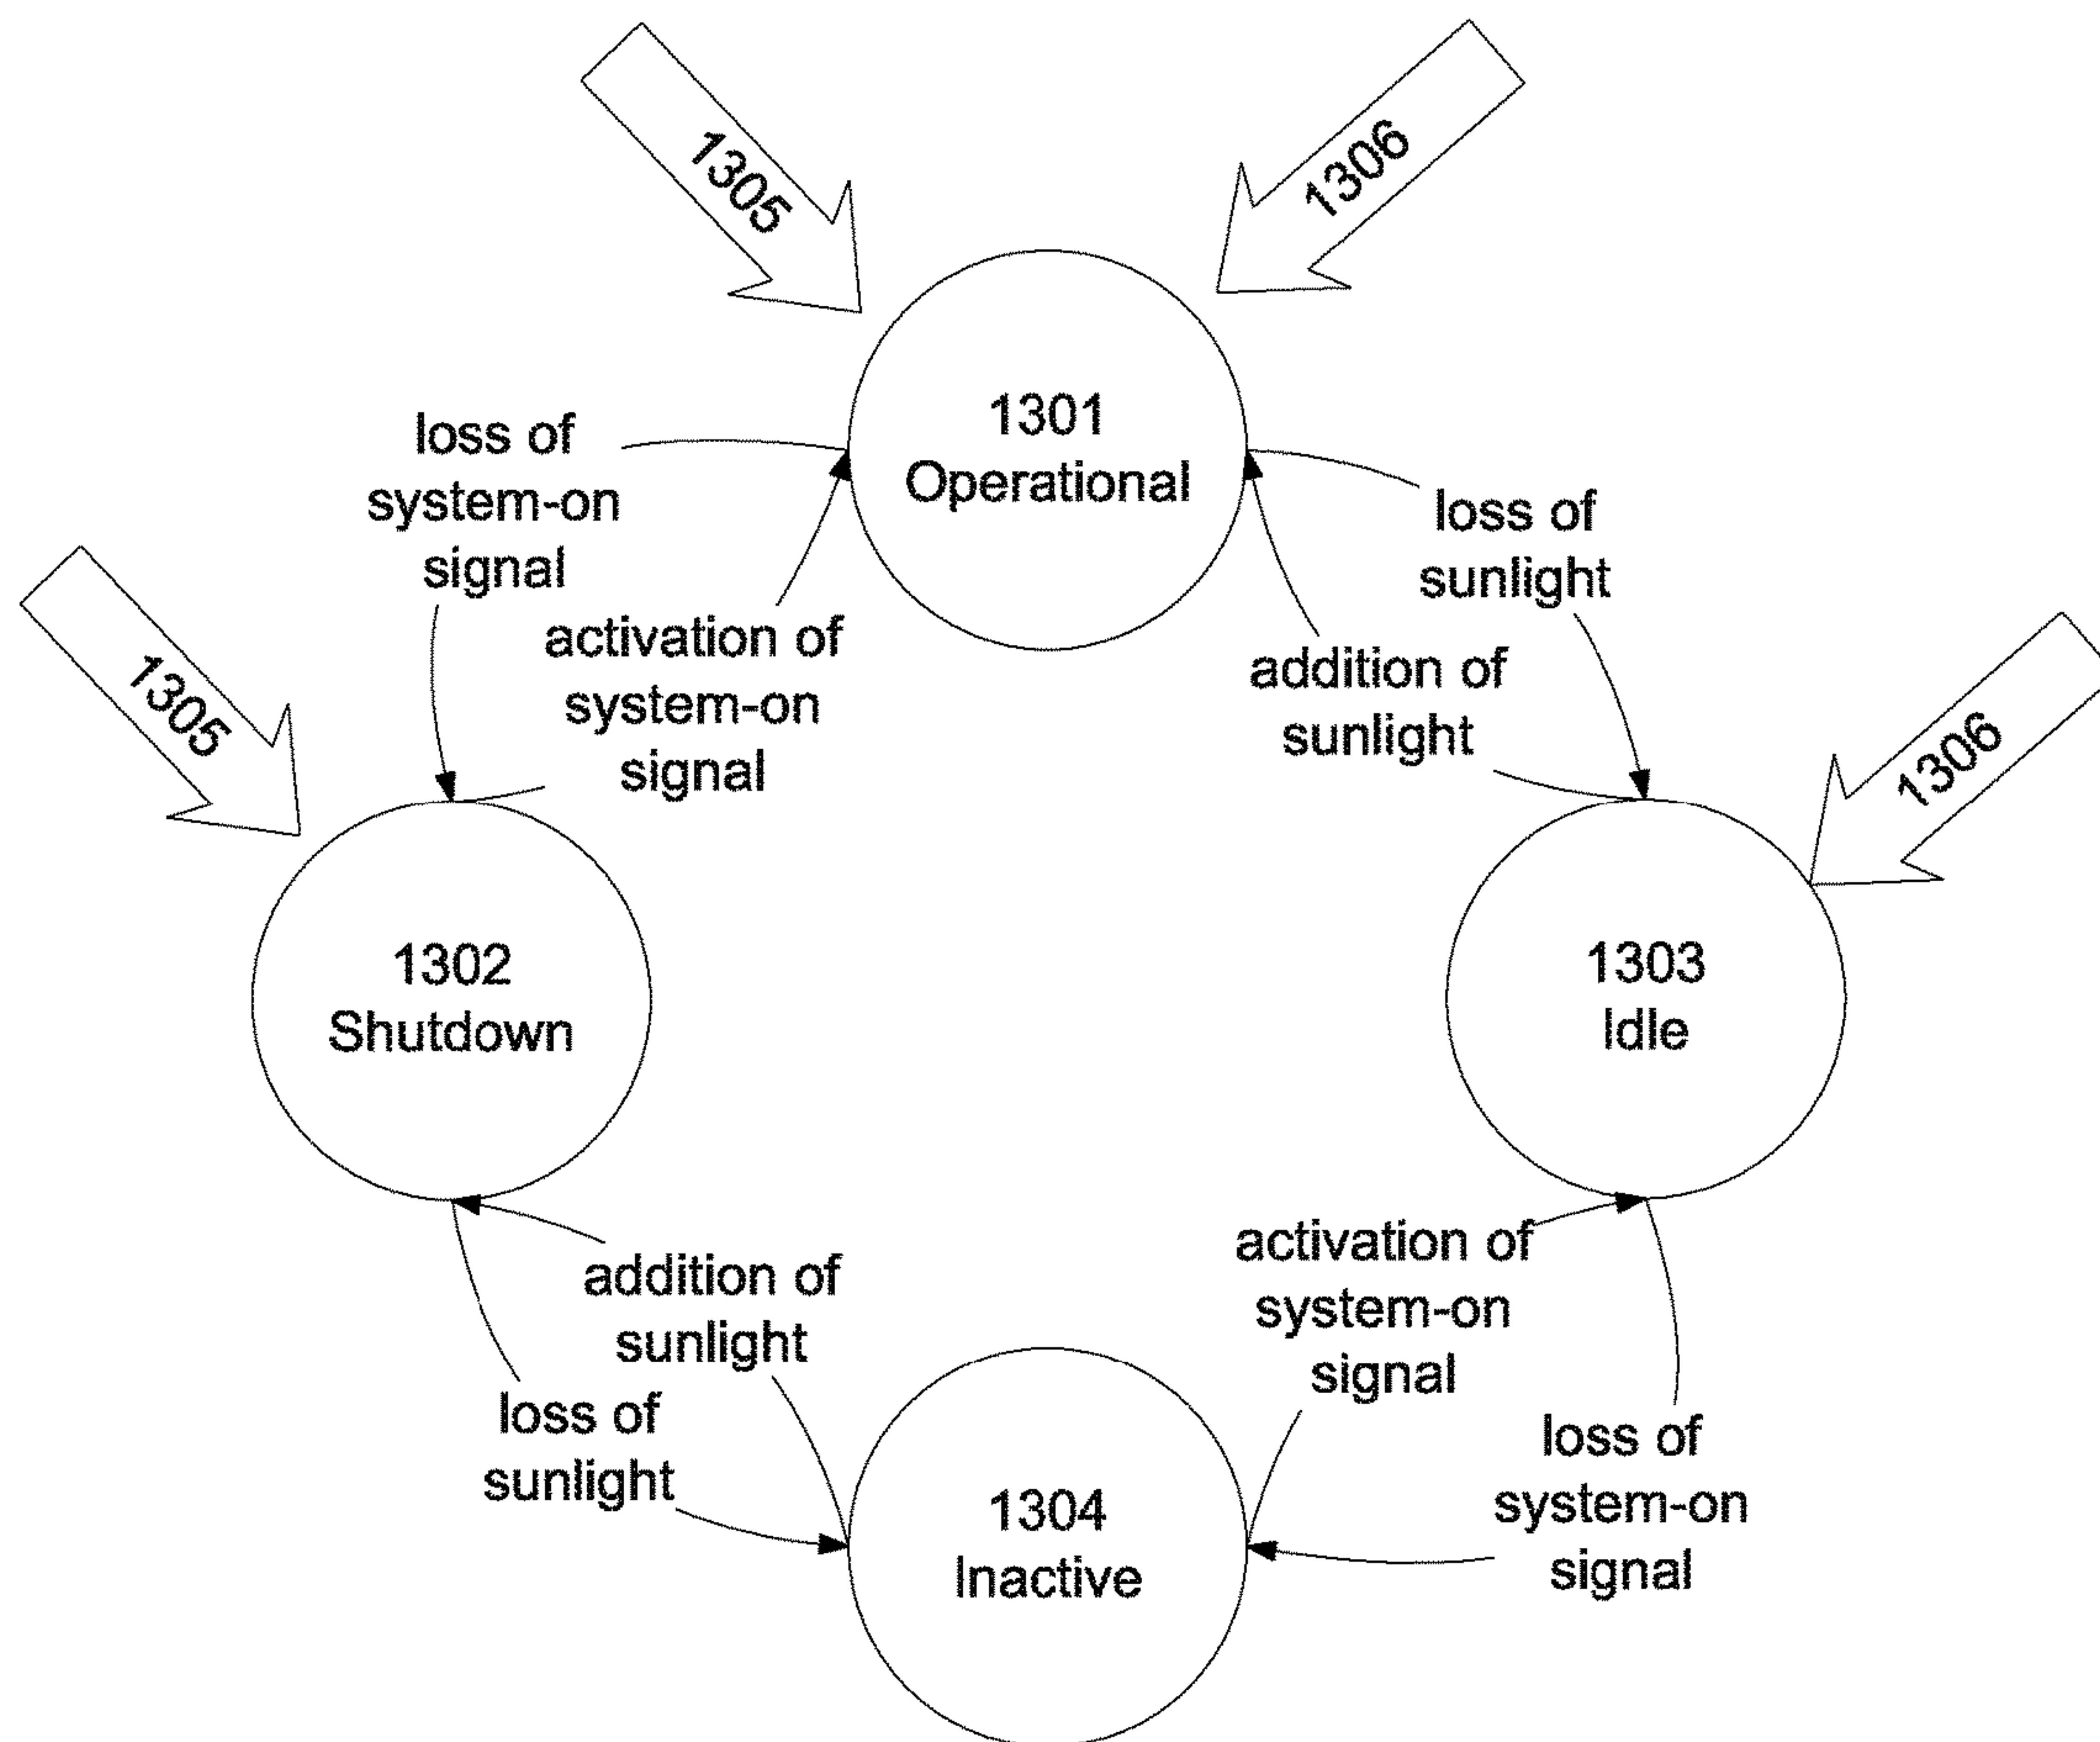 1305
1306
1301
Operational
loss of
system-on
signal
activation of
system-on
signal
loss of
sunlight
addition of
sunlight
1305
1306
1302
Shutdown
1303
Idle
addition of
sunlight
loss of
sunlight
activation of
system-on
signal
loss of
system-on
signal
1304
Inactive